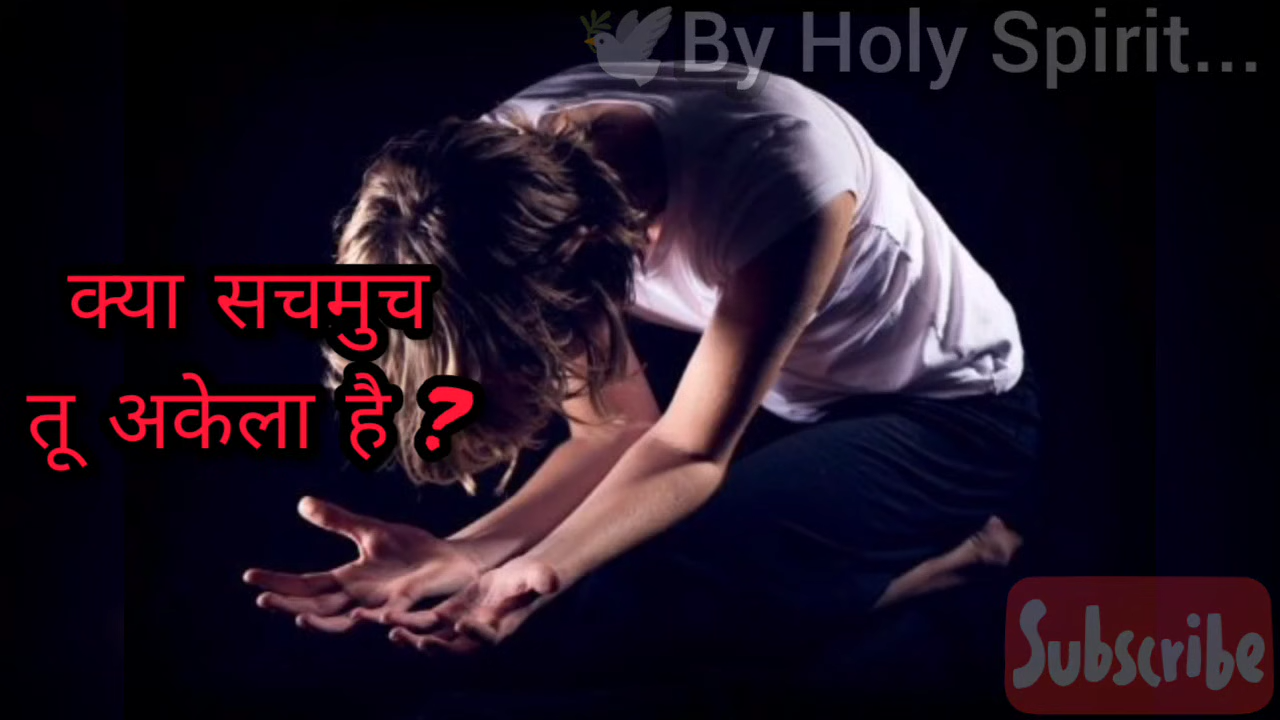 🕊️By Holy Spirit...
क्या सचमुच
तू अकेला है ?
Subscribe